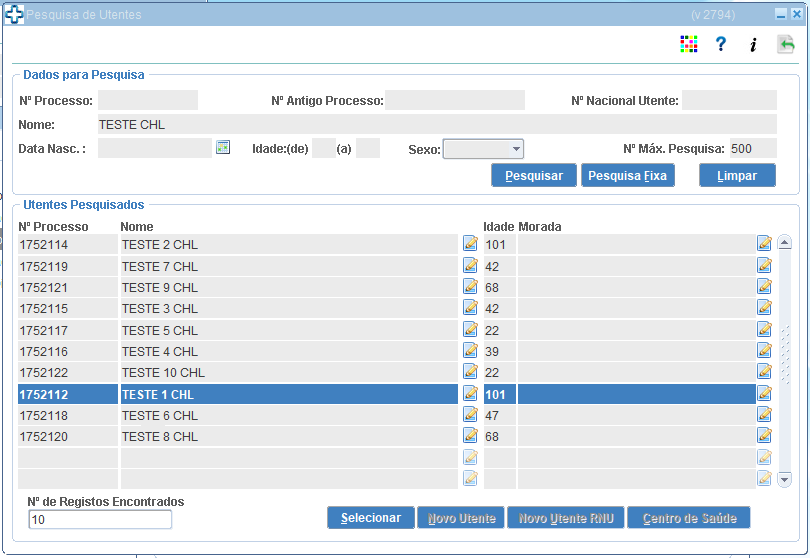 Pesquisa de Utentes (v 2794)
Dados para Pesquisa
Nº Processo: Nº Antigo Processo: Nº Nacional Utente:
Nome: TESTE CHL
Data Nasc. : Idade:(de) (a) Sexo: Nº Máx. Pesquisa: 500
Pesquisar Pesquisa Fixa Limpar
Utentes Pesquisados
Nº Processo Nome Idade Morada
1752114 TESTE 2 CHL 101
1752119 TESTE 7 CHL 42
1752121 TESTE 9 CHL 68
1752115 TESTE 3 CHL 42
1752117 TESTE 5 CHL 22
1752116 TESTE 4 CHL 39
1752122 TESTE 10 CHL 22
1752112 TESTE 1 CHL 101
1752118 TESTE 6 CHL 47
1752120 TESTE 8 CHL 68
Nº de Registos Encontrados
10
Selecionar Novo Utente Novo Utente RNU Centro de Saúde